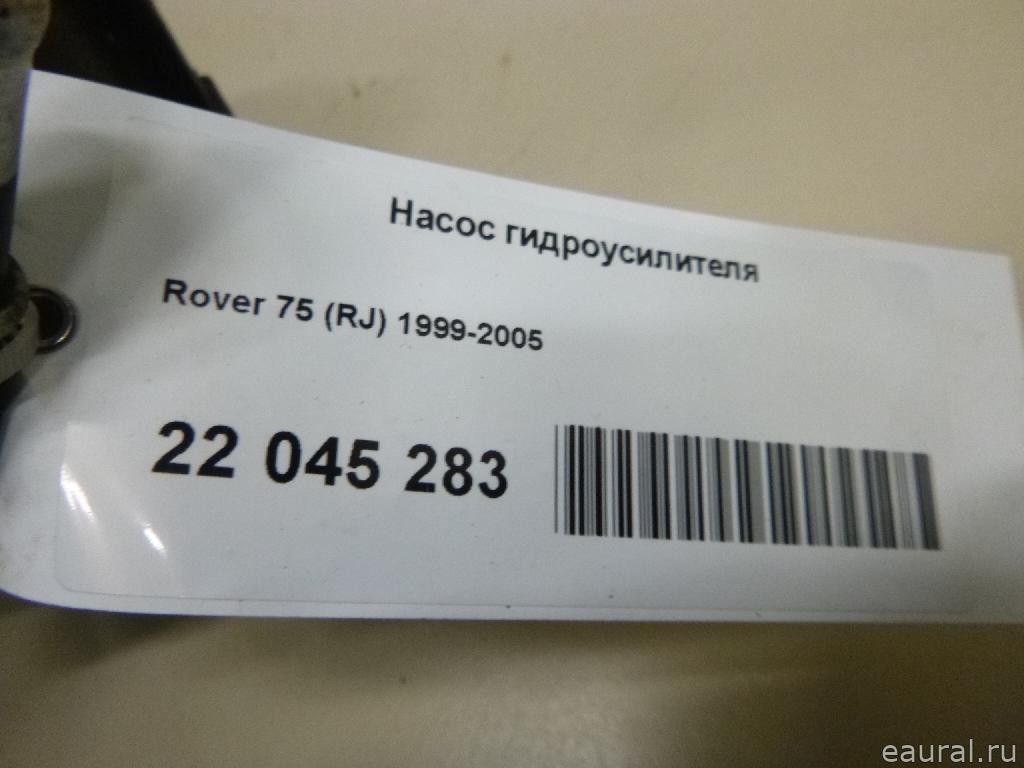 Насос гидроусилителя
Rover 75 (RJ) 1999-2005
22 045 283
eaural.ru